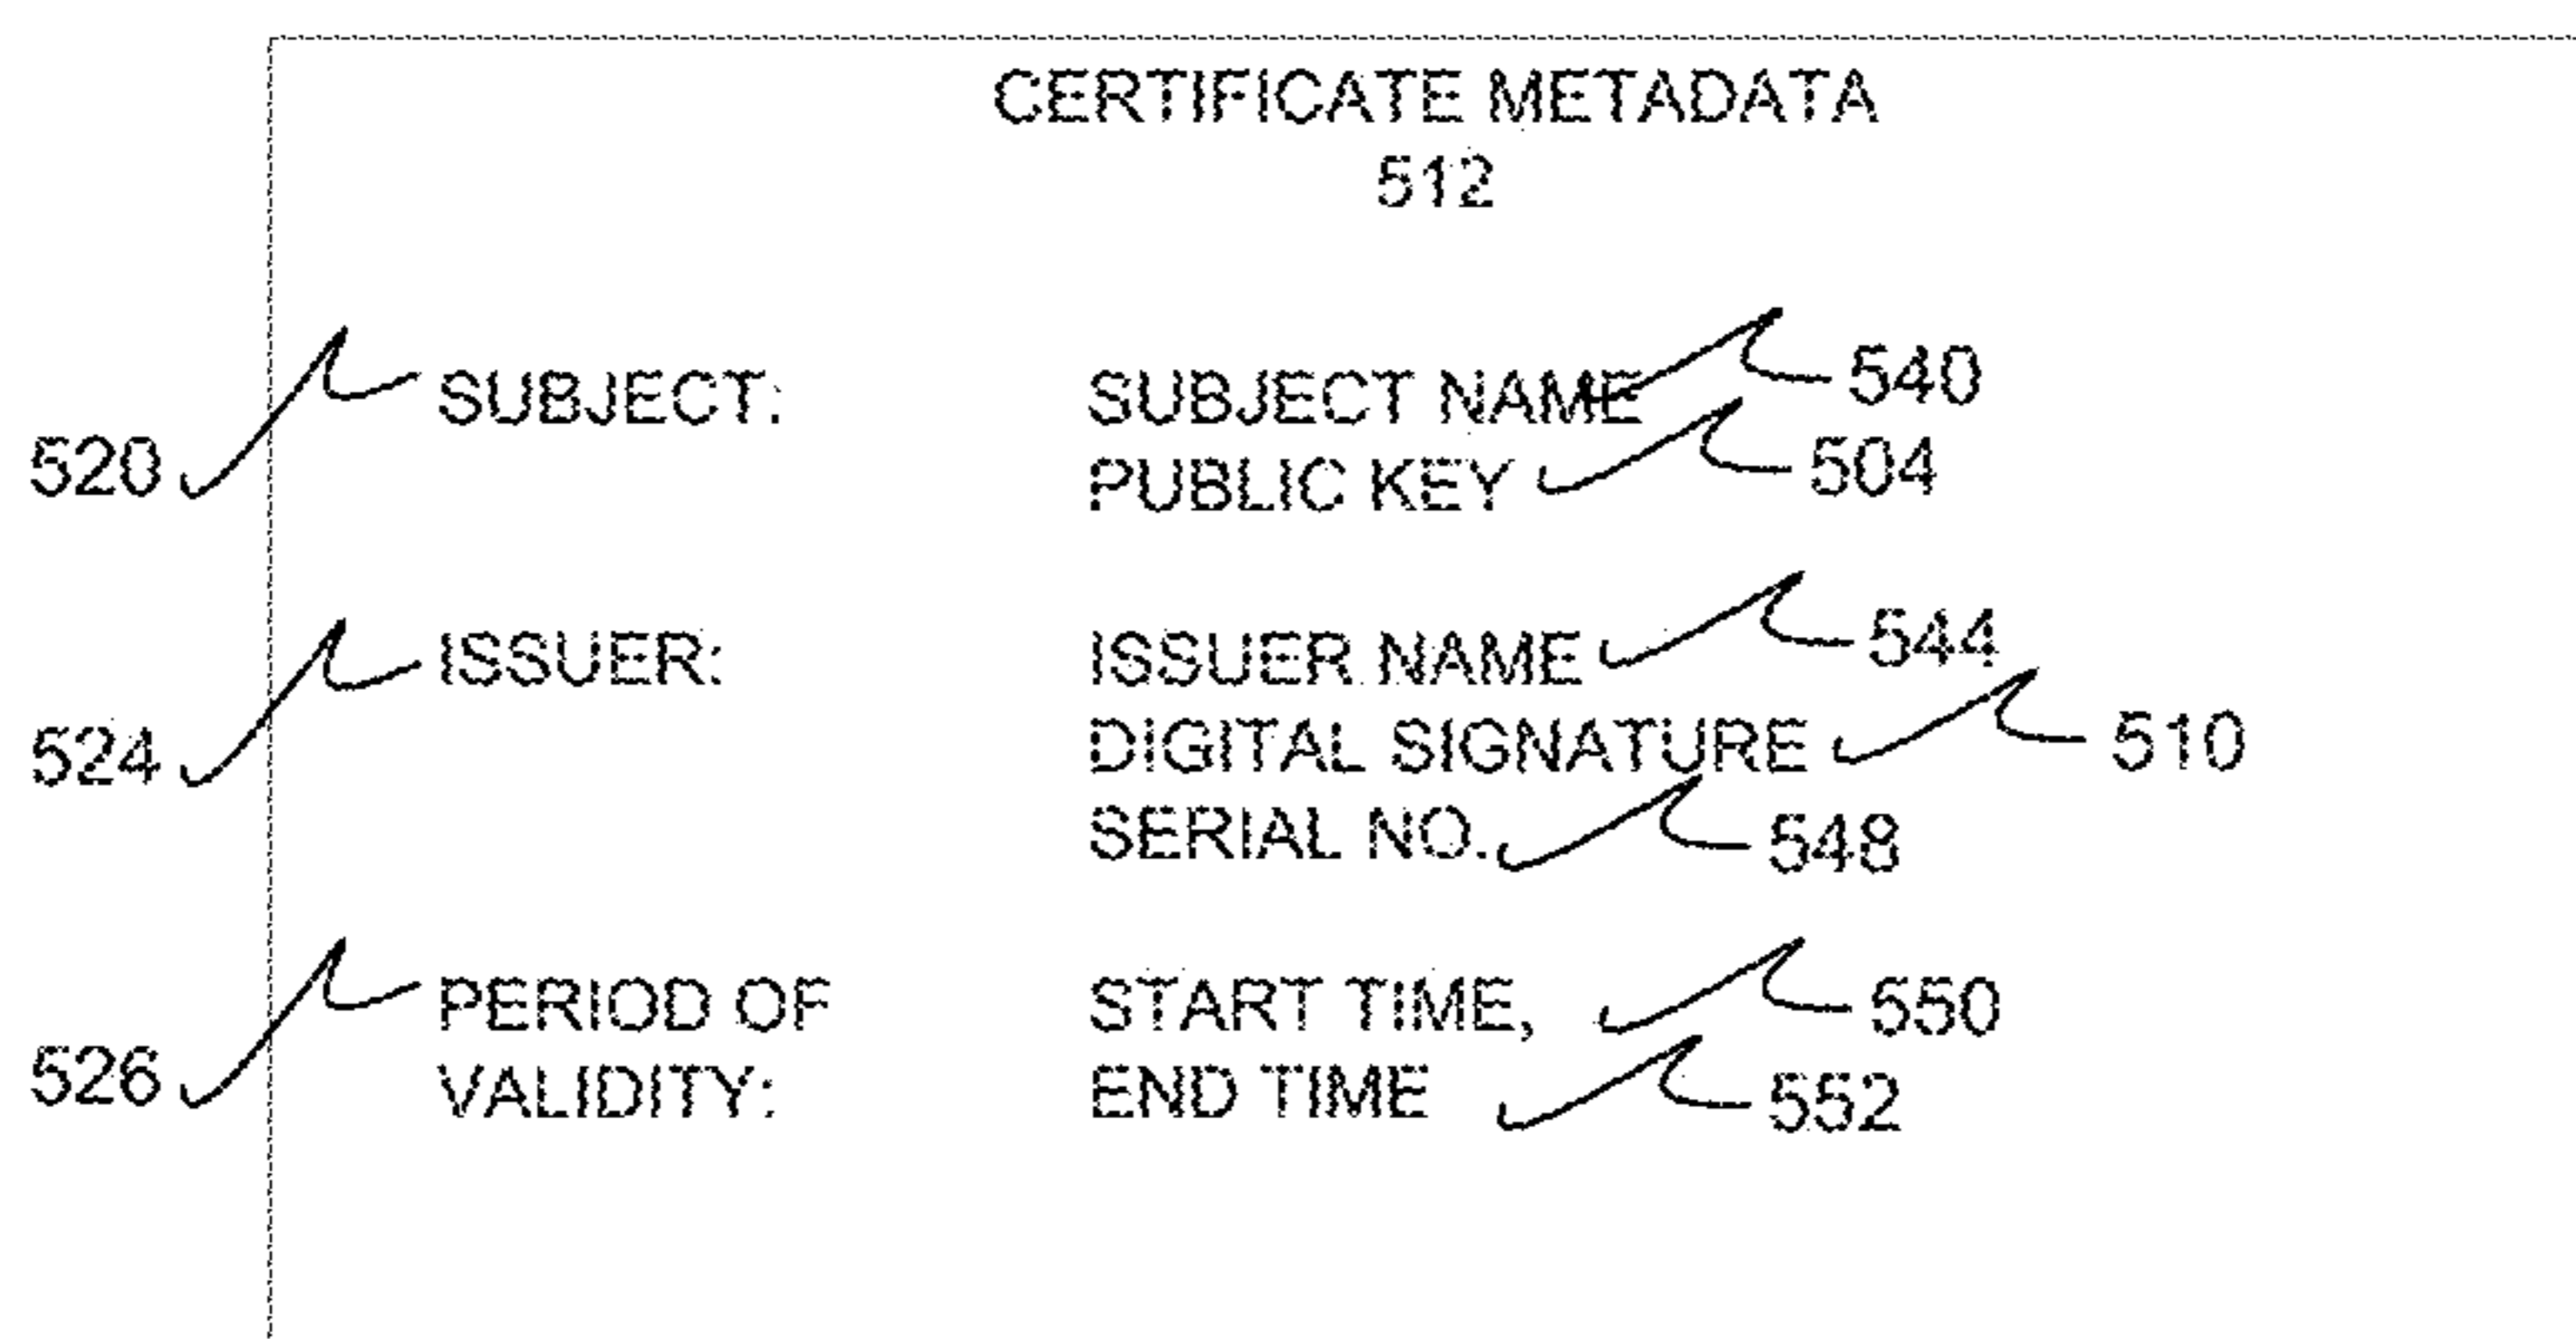 CERTIFICATE METADATA
512
520 SUBJECT: SUBJECT NAME 540
PUBLIC KEY 504
524 ISSUER: ISSUER NAME 544
DIGITAL SIGNATURE 510
SERIAL NO. 548
526 PERIOD OF START TIME, 550
VALIDITY: END TIME 552